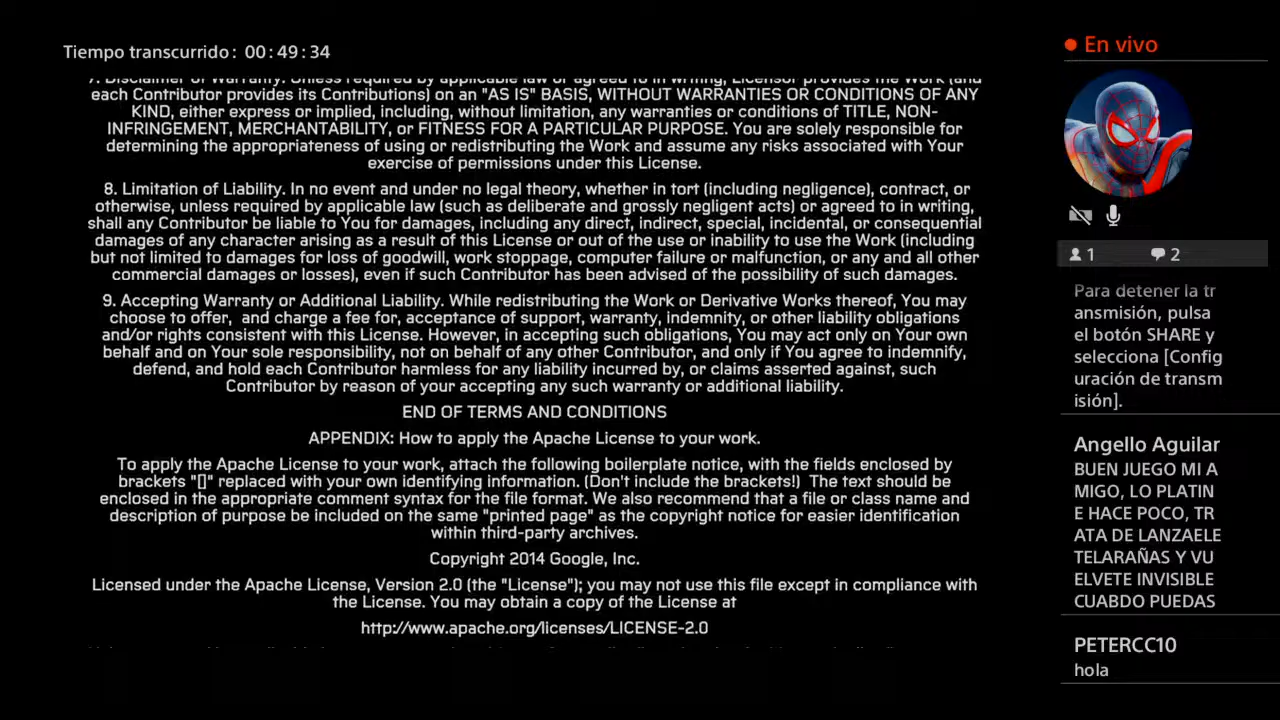 Tiempo transcurrido: 00:49:34
7. Disclaimer of Warranty. Unless required by applicable law or agreed to in writing, Licensor provides the Work (and
each Contributor provides its Contributions) on an "AS IS" BASIS, WITHOUT WARRANTIES OR CONDITIONS OF ANY
KIND, either express or implied, including, without limitation, any warranties or conditions of TITLE, NON-
INFRINGEMENT, MERCHANTABILITY, or FITNESS FOR A PARTICULAR PURPOSE. You are solely responsible for
determining the appropriateness of using or redistributing the Work and assume any risks associated with Your
exercise of permissions under this License.
8. Limitation of Liability. In no event and under no legal theory, whether in tort (including negligence), contract, or
otherwise, unless required by applicable law (such as deliberate and grossly negligent acts) or agreed to in writing,
shall any Contributor be liable to You for damages, including any direct, indirect, special, incidental, or consequential
damages of any character arising as a result of this License or out of the use or inability to use the Work (including
but not limited to damages for loss of goodwill, work stoppage, computer failure or malfunction, or any and all other
commercial damages or losses), even if such Contributor has been advised of the possibility of such damages.
9. Accepting Warranty or Additional Liability. While redistributing the Work or Derivative Works thereof, You may
choose to offer,  and charge a fee for, acceptance of support, warranty, indemnity, or other liability obligations
and/or rights consistent with this License. However, in accepting such obligations, You may act only on Your own
behalf and on Your sole responsibility, not on behalf of any other Contributor, and only if You agree to indemnify,
defend, and hold each Contributor harmless for any liability incurred by, or claims asserted against, such
Contributor by reason of your accepting any such warranty or additional liability.
END OF TERMS AND CONDITIONS
APPENDIX: How to apply the Apache License to your work.
To apply the Apache License to your work, attach the following boilerplate notice, with the fields enclosed by
brackets "[]" replaced with your own identifying information. (Don't include the brackets!)  The text should be
enclosed in the appropriate comment syntax for the file format. We also recommend that a file or class name and
description of purpose be included on the same "printed page" as the copyright notice for easier identification
within third-party archives.
Copyright 2014 Google, Inc.
Licensed under the Apache License, Version 2.0 (the "License"); you may not use this file except in compliance with
the License. You may obtain a copy of the License at
http://www.apache.org/licenses/LICENSE-2.0
En vivo
1
2
Para detener la tr
ansmisión, pulsa
el botón SHARE y
selecciona [Config
uración de transm
isión].
Angello Aguilar
BUEN JUEGO MI A
MIGO, LO PLATIN
E HACE POCO, TR
ATA DE LANZAELE
TELARAÑAS Y VU
ELVETE INVISIBLE
CUABDO PUEDAS
PETERCC10
hola